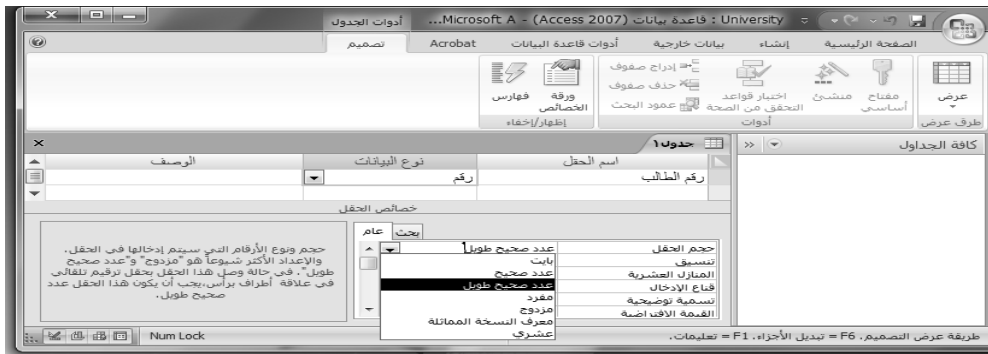 أدوات الجدول
University : قاعدة بيانات (Access 2007) - Microsoft A...
الصفحة الرئيسية
إنشاء
بيانات خارجية
أدوات قاعدة البيانات
Acrobat
تصميم
عرض
مفتاح أساسي
منشئ
اختبار قواعد التحقق من الصحة
إدراج صفوف
حذف صفوف
عمود البحث
ورقة الخصائص
فهارس
طرق عرض
أدوات
إظهار/إخفاء
كافة الجداول
جدول١
اسم الحقل
نوع البيانات
الوصف
رقم الطالب
رقم
خصائص الحقل
عام
بحث
حجم الحقل
عدد صحيح طويل
تنسيق
المنازل العشرية
قناع الإدخال
تسمية توضيحية
القيمة الافتراضية
بايت
عدد صحيح
عدد صحيح طويل
مفرد
مزدوج
معرف النسخة المماثلة
عشري
حجم ونوع الأرقام التي سيتم إدخالها في الحقل.
والإعداد الأكثر شيوعاً هو "مزدوج" و"عدد صحيح
طويل". في حالة وصل هذا الحقل بحقل ترقيم تلقائي
في علاقة أطراف برأس،يجب أن يكون هذا الحقل عدد
صحيح طويل.
طريقة عرض التصميم. F6 = تبديل الأجزاء. F1 = تعليمات.
Num Lock